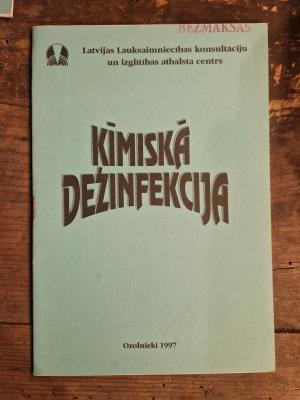 BEZMAKSAS
Latvijas Lauksaimniecības konsultāciju
un izglītības atbalsta centrs
ĶĪMISKĀ
DEZINFEKCIJA
Ozolnieki 1997